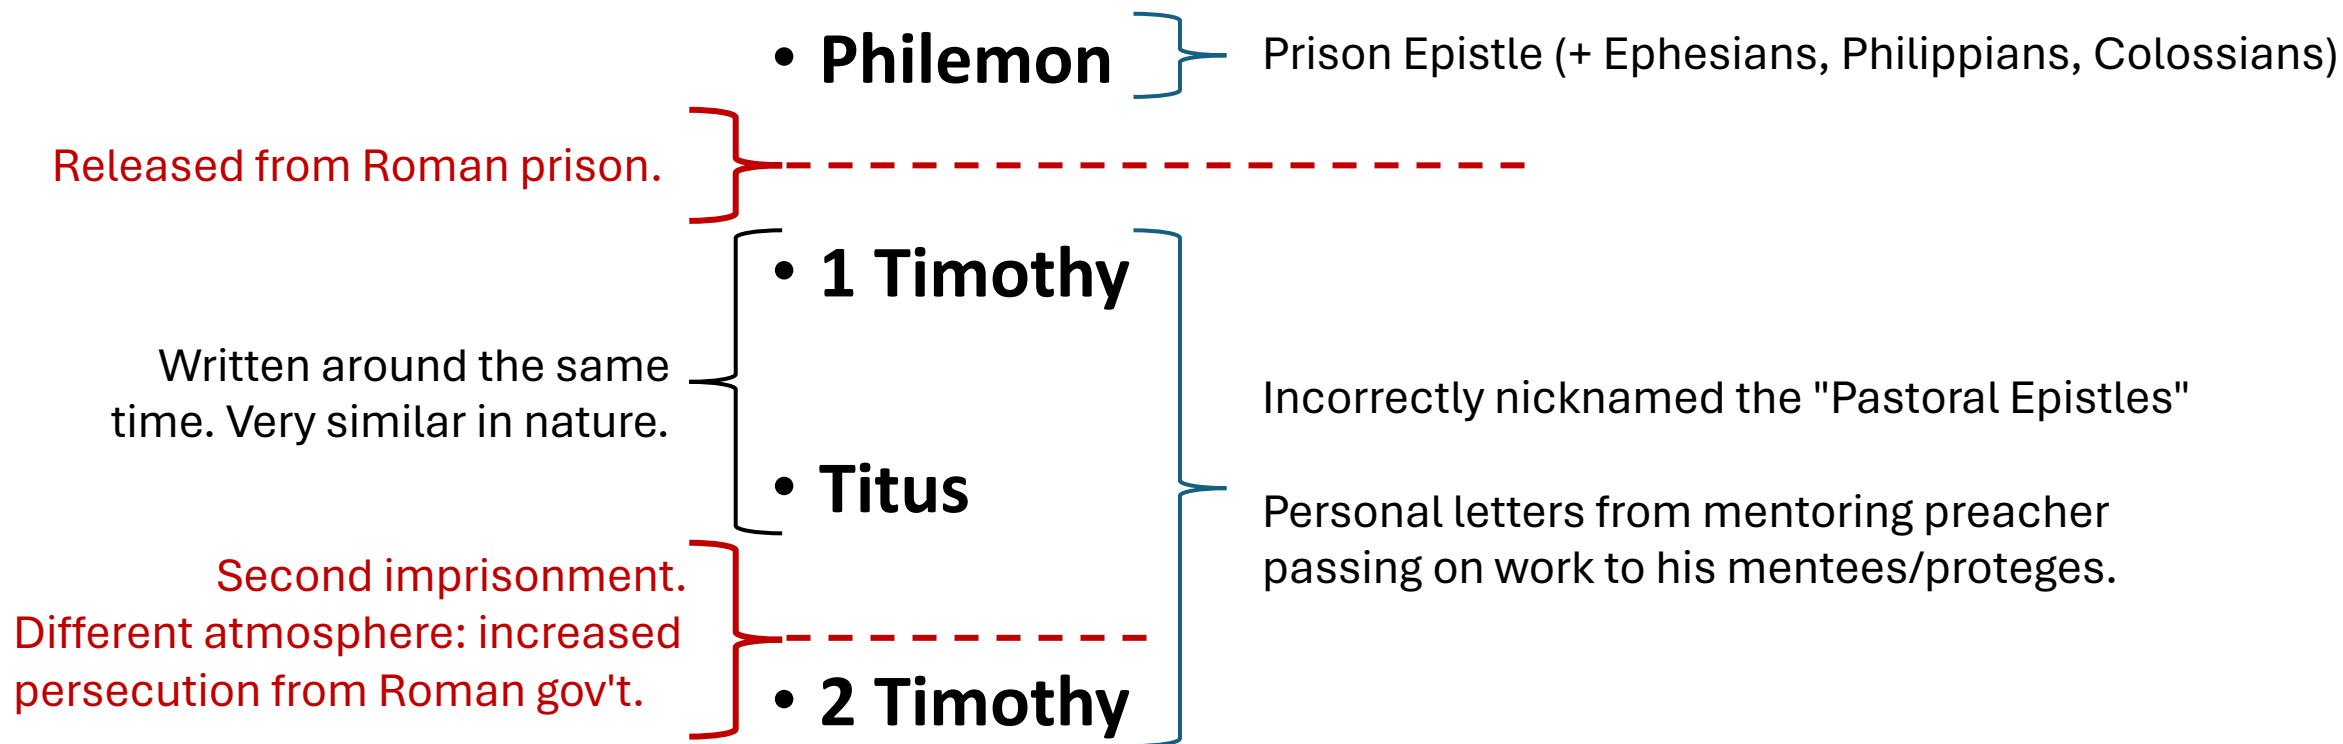 • Philemon
Prison Epistle (+ Ephesians, Philippians, Colossians)
Released from Roman prison.
• 1 Timothy
Written around the same
time. Very similar in nature.
Incorrectly nicknamed the "Pastoral Epistles"
• Titus
Personal letters from mentoring preacher
passing on work to his mentees/proteges.
Second imprisonment.
Different atmosphere: increased
persecution from Roman gov't.
• 2 Timothy